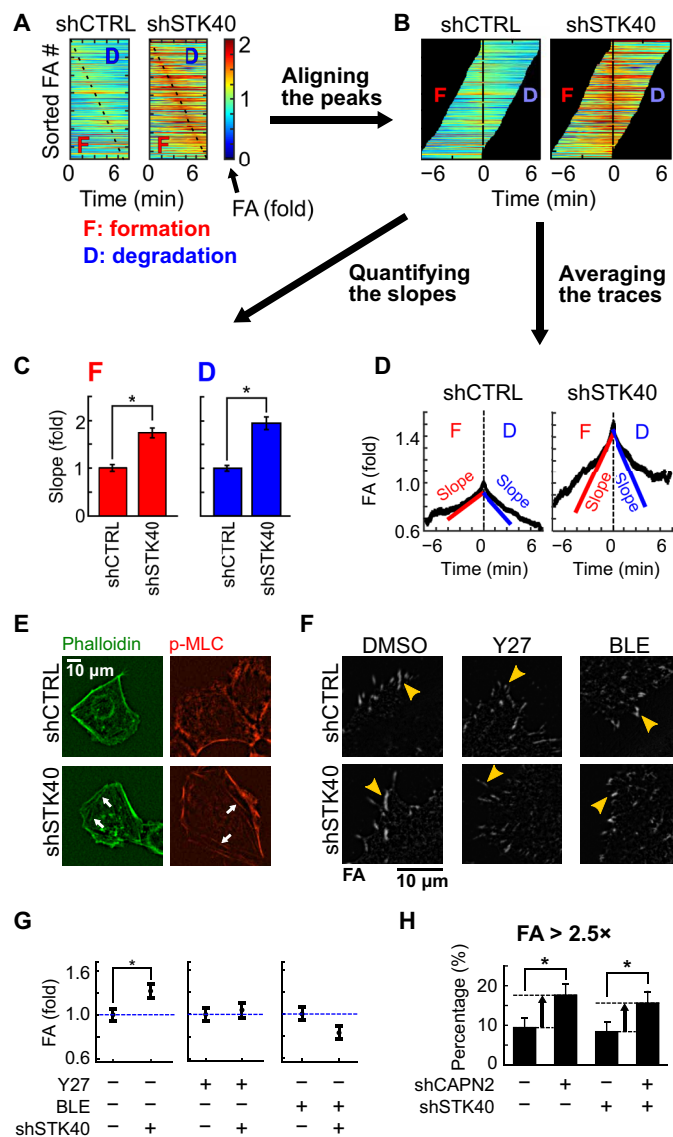 A
shCTRL
shSTK40
D
D
F
F
Sorted FA #
0
6
0
6
Time (min)
2
1
0
FA (fold)
F: formation
D: degradation
Aligning
the peaks
B
shCTRL
shSTK40
F
D
F
D
−6
0
6
−6
0
6
Time (min)
Quantifying
the slopes
Averaging
the traces
C
F
D
*
*
Slope (fold)
2
1
0
shCTRL
shSTK40
shCTRL
shSTK40
D
shCTRL
shSTK40
F
D
F
D
FA (fold)
1.4
1.0
0.6
Slope
Slope
Slope
Slope
−6
0
6
−6
0
6
Time (min)
Time (min)
E
Phalloidin
p-MLC
10 µm
shCTRL
shSTK40
F
DMSO
Y27
BLE
shCTRL
shSTK40
FA
10 µm
G
FA (fold)
1.6
1.0
0.6
*
Y27 − − + + − −
BLE − − − − + +
shSTK40 − + − + − +
H
FA > 2.5×
Percentage (%)
20
10
0
*
*
shCAPN2 − + − +
shSTK40 − − + +